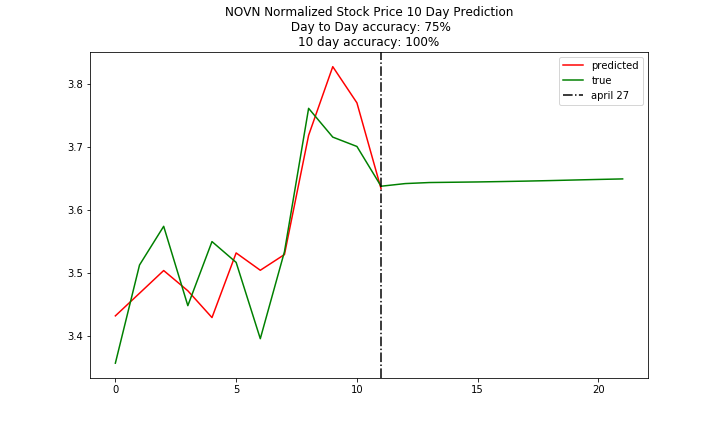 NOVN Normalized Stock Price 10 Day Prediction
Day to Day accuracy: 75%
10 day accuracy: 100%
predicted
true
april 27
3.8
3.7
3.6
3.5
3.4
0 5 10 15 20